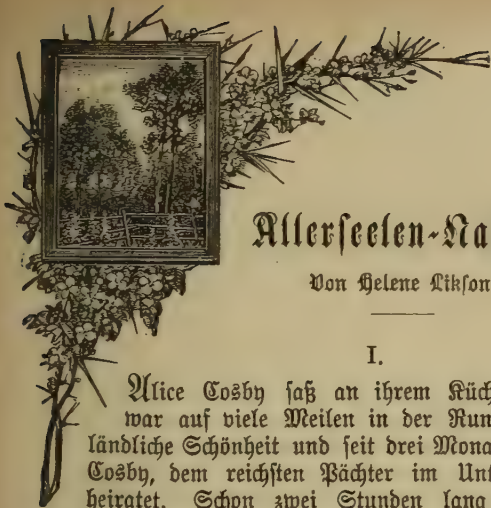 Allerseelen-Na
Von Helene Likſon
I.
Alice Cosby ſaß an ihrem Küch
war auf viele Meilen in der Run
ländliche Schönheit und ſeit drei Mona
Cosby, dem reichſten Pächter im Unt
heiratet. Schon zwei Stunden lang